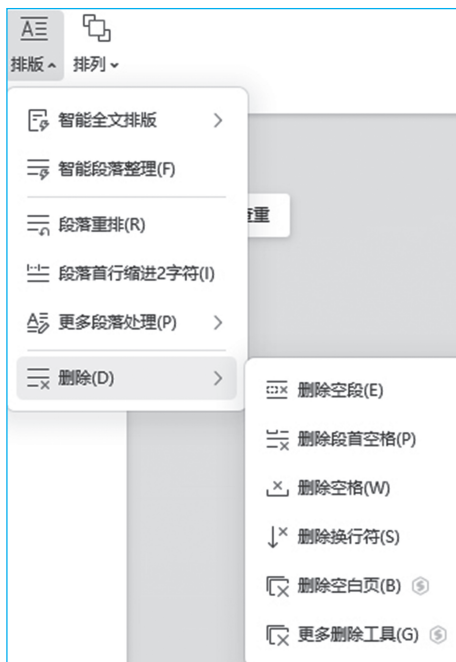 排版 排列
智能全文排版
智能段落整理(F)
查重
段落重排(R)
段落首行缩进2字符(I)
更多段落处理(P)
删除(D)
删除空段(E)
删除段首空格(P)
删除空格(W)
删除换行符(S)
删除空白页(B)
更多删除工具(G)